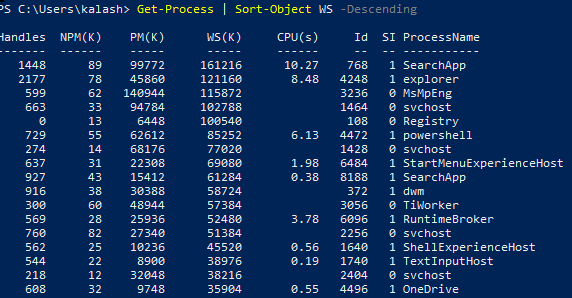 PS C:\Users\kalash> Get-Process | Sort-Object WS -Descending
Handles NPM(K) PM(K) WS(K) CPU(s) Id SI ProcessName
------- ------ ----- ----- ------ -- -- -----------
1448 89 99772 161216 10.27 768 1 SearchApp
2177 78 45860 121160 8.48 4248 1 explorer
599 62 140944 115872 3236 0 MsMpEng
663 33 94784 102788 1464 0 svchost
0 13 6448 100540 108 0 Registry
729 55 62612 85252 6.13 4472 1 powershell
274 14 68176 77020 1428 0 svchost
637 31 22308 69080 1.98 6484 1 StartMenuExperienceHost
927 43 15412 61284 0.38 8188 1 SearchApp
916 38 30388 58724 372 1 dwm
300 60 48944 57384 3056 0 TiWorker
569 28 25936 52480 3.78 6096 1 RuntimeBroker
760 82 27340 51384 2256 0 svchost
562 25 10236 45520 0.56 1640 1 ShellExperienceHost
544 22 8900 38976 0.19 1740 1 TextInputHost
218 12 32048 38216 2404 0 svchost
608 32 9748 35904 0.55 4496 1 OneDrive